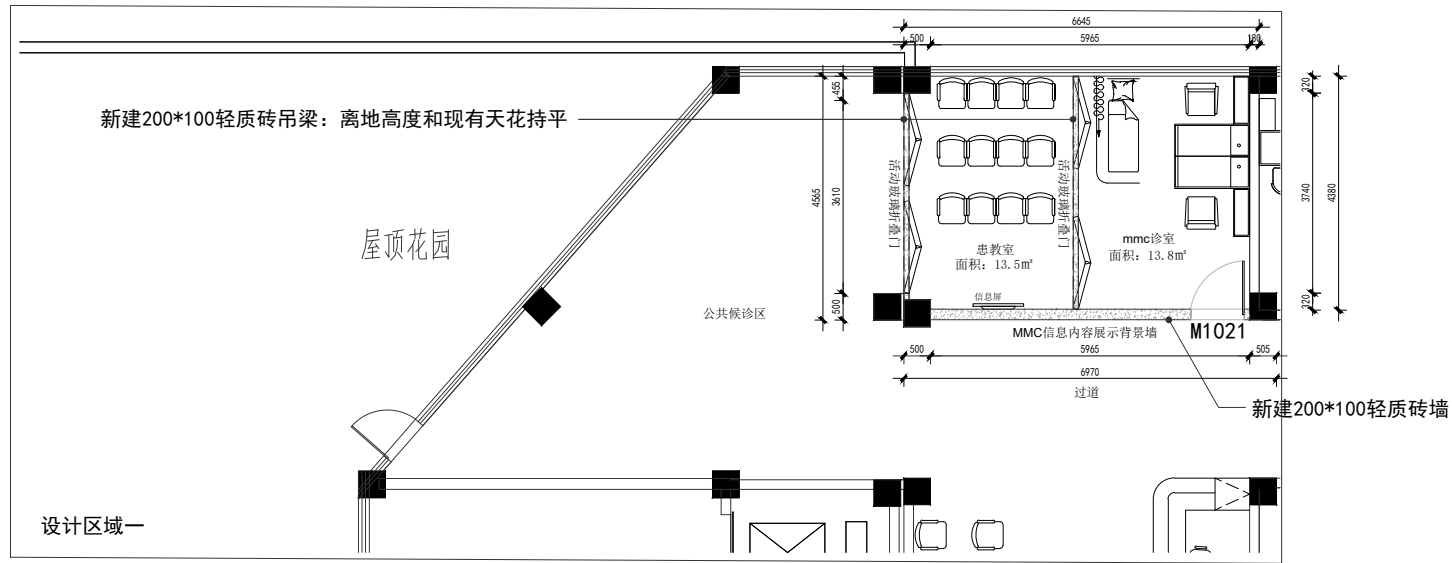 6645
500
5965
180
新建200*100轻质砖吊梁：离地高度和现有天花持平
455
3610
4565
500
活动玻璃折叠门
活动玻璃折叠门
320
3740
4380
320
屋顶花园
患教室
面积：13.5㎡
mmc诊室
面积：13.8㎡
信息屏
公共候诊区
MMC信息内容展示背景墙
M1021
500
5965
505
6970
过道
新建200*100轻质砖墙
设计区域一